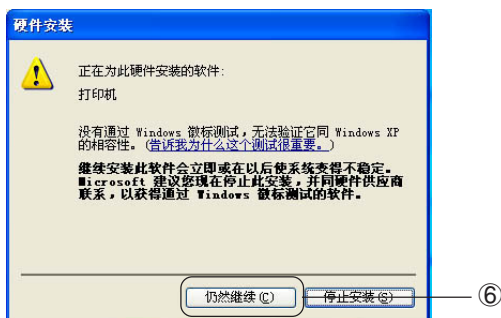 硬件安装
正在为此硬件安装的软件:
打印机
没有通过 Windows 徽标测试，无法验证它同 Windows XP
的相容性。(告诉我为什么这个测试很重要。)
继续安装此软件会立即或在以后使系统变得不稳定。
Microsoft 建议您现在停止此安装，并同硬件供应商
联系，以获得通过 Windows 徽标测试的软件。
仍然继续(C) 停止安装(S) ⑥